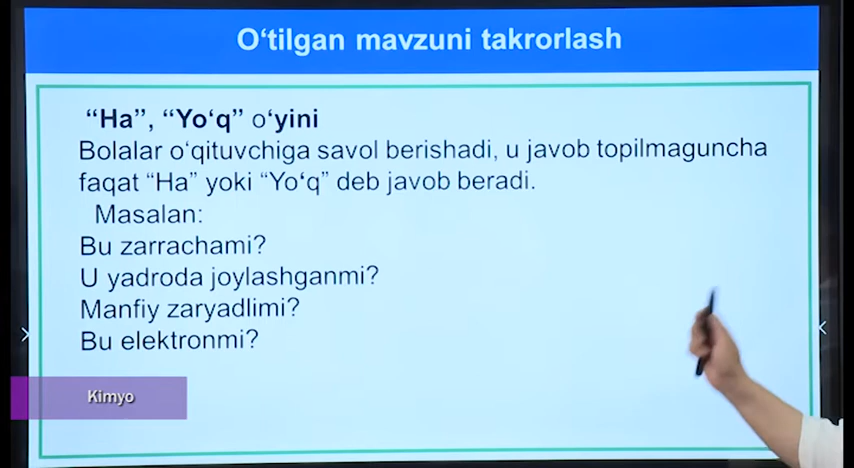 O‘tilgan mavzuni takrorlash
“Ha”, “Yo‘q” o‘yini
Bolalar o‘qituvchiga savol berishadi, u javob topilmaguncha
faqat “Ha” yoki “Yo‘q” deb javob beradi.
Masalan:
Bu zarrachami?
U yadroda joylashganmi?
Manfiy zaryadlimi?
Bu elektronmi?
Kimyo